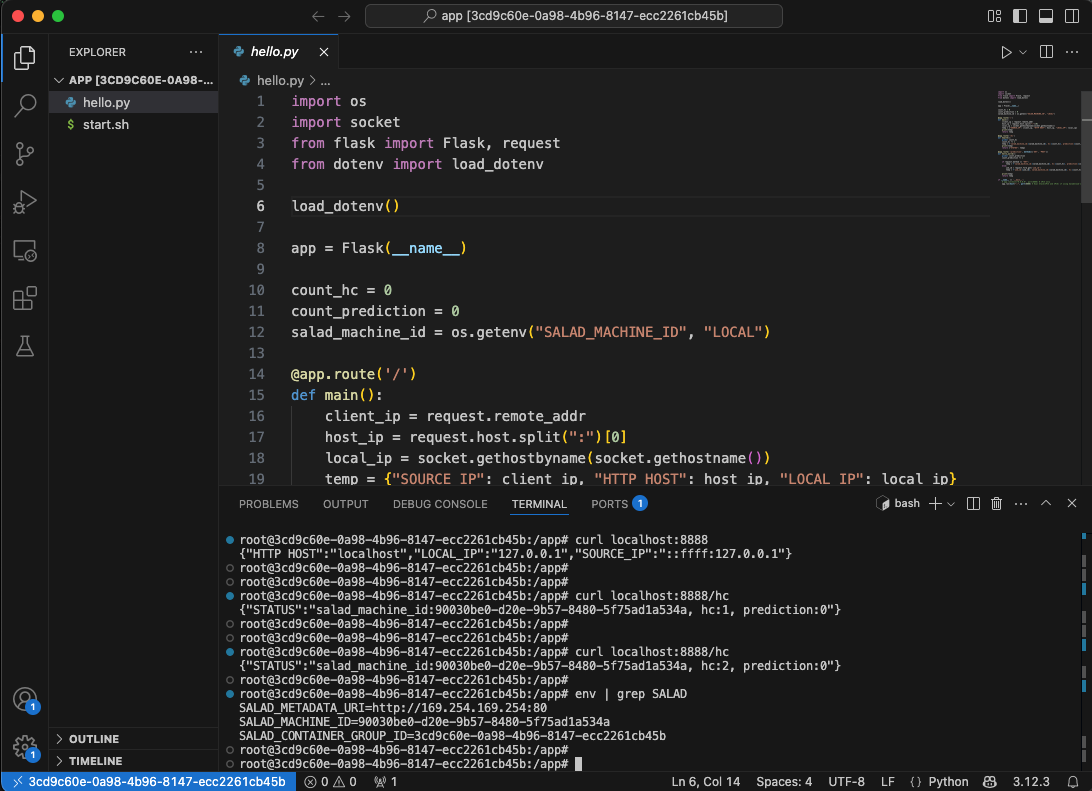 app [3cd9c60e-0a98-4b96-8147-ecc2261cb45b]
EXPLORER
APP [3CD9C60E-0A98-...
hello.py
$ start.sh
hello.py
hello.py > ...
1 import os
2 import socket
3 from flask import Flask, request
4 from dotenv import load_dotenv
5
6 load_dotenv()
7
8 app = Flask(__name__)
9
10 count_hc = 0
11 count_prediction = 0
12 salad_machine_id = os.getenv("SALAD_MACHINE_ID", "LOCAL")
13
14 @app.route('/')
15 def main():
16 client_ip = request.remote_addr
17 host_ip = request.host.split(":")[0]
18 local_ip = socket.gethostbyname(socket.gethostname())
19 temp = {"SOURCE IP": client_ip, "HTTP HOST": host_ip, "LOCAL IP": local_ip}
PROBLEMS OUTPUT DEBUG CONSOLE TERMINAL PORTS 1
bash
root@3cd9c60e-0a98-4b96-8147-ecc2261cb45b:/app# curl localhost:8888
{"HTTP HOST":"localhost","LOCAL_IP":"127.0.0.1","SOURCE_IP":"::ffff:127.0.0.1"}
root@3cd9c60e-0a98-4b96-8147-ecc2261cb45b:/app#
root@3cd9c60e-0a98-4b96-8147-ecc2261cb45b:/app#
root@3cd9c60e-0a98-4b96-8147-ecc2261cb45b:/app# curl localhost:8888/hc
{"STATUS":"salad_machine_id:90030be0-d20e-9b57-8480-5f75ad1a534a, hc:1, prediction:0"}
root@3cd9c60e-0a98-4b96-8147-ecc2261cb45b:/app#
root@3cd9c60e-0a98-4b96-8147-ecc2261cb45b:/app#
root@3cd9c60e-0a98-4b96-8147-ecc2261cb45b:/app# curl localhost:8888/hc
{"STATUS":"salad_machine_id:90030be0-d20e-9b57-8480-5f75ad1a534a, hc:2, prediction:0"}
root@3cd9c60e-0a98-4b96-8147-ecc2261cb45b:/app#
root@3cd9c60e-0a98-4b96-8147-ecc2261cb45b:/app# env | grep SALAD
SALAD_METADATA_URI=http://169.254.169.254:80
SALAD_MACHINE_ID=90030be0-d20e-9b57-8480-5f75ad1a534a
SALAD_CONTAINER_GROUP_ID=3cd9c60e-0a98-4b96-8147-ecc2261cb45b
root@3cd9c60e-0a98-4b96-8147-ecc2261cb45b:/app#
root@3cd9c60e-0a98-4b96-8147-ecc2261cb45b:/app#
1
1
OUTLINE
TIMELINE
3cd9c60e-0a98-4b96-8147-ecc2261cb45b 0 0 1 Ln 6, Col 14 Spaces: 4 UTF-8 LF {} Python 3.12.3